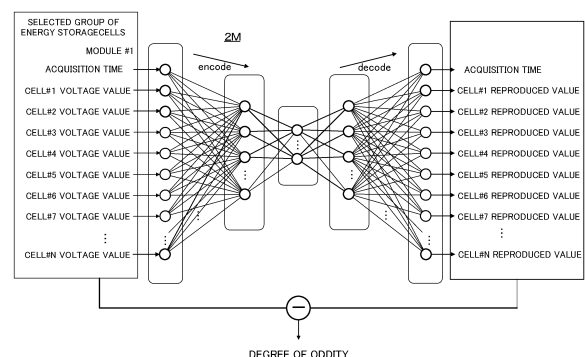 SELECTED GROUP OF
ENERGY STORAGECELLS
MODULE #1
ACQUISITION TIME
CELL#1 VOLTAGE VALUE
CELL#2 VOLTAGE VALUE
CELL#3 VOLTAGE VALUE
CELL#4 VOLTAGE VALUE
CELL#5 VOLTAGE VALUE
CELL#6 VOLTAGE VALUE
CELL#7 VOLTAGE VALUE
CELL#N VOLTAGE VALUE
2M
encode
decode
ACQUISITION TIME
CELL#1 REPRODUCED VALUE
CELL#2 REPRODUCED VALUE
CELL#3 REPRODUCED VALUE
CELL#4 REPRODUCED VALUE
CELL#5 REPRODUCED VALUE
CELL#6 REPRODUCED VALUE
CELL#7 REPRODUCED VALUE
CELL#N REPRODUCED VALUE
DEGREE OF ODDITY